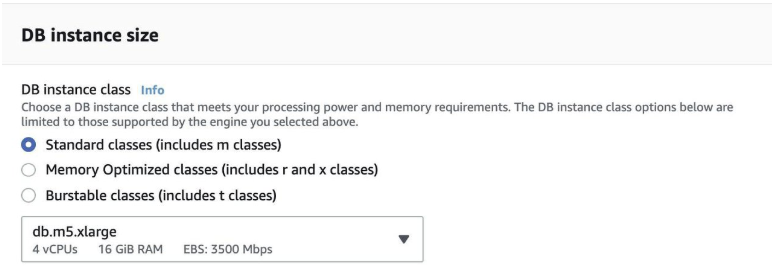 DB instance size
DB instance class Info
Choose a DB instance class that meets your processing power and memory requirements. The DB instance class options below are
limited to those supported by the engine you selected above.
Standard classes (includes m classes)
Memory Optimized classes (includes r and x classes)
Burstable classes (includes t classes)
db.m5.xlarge
4 vCPUs 16 GiB RAM EBS: 3500 Mbps